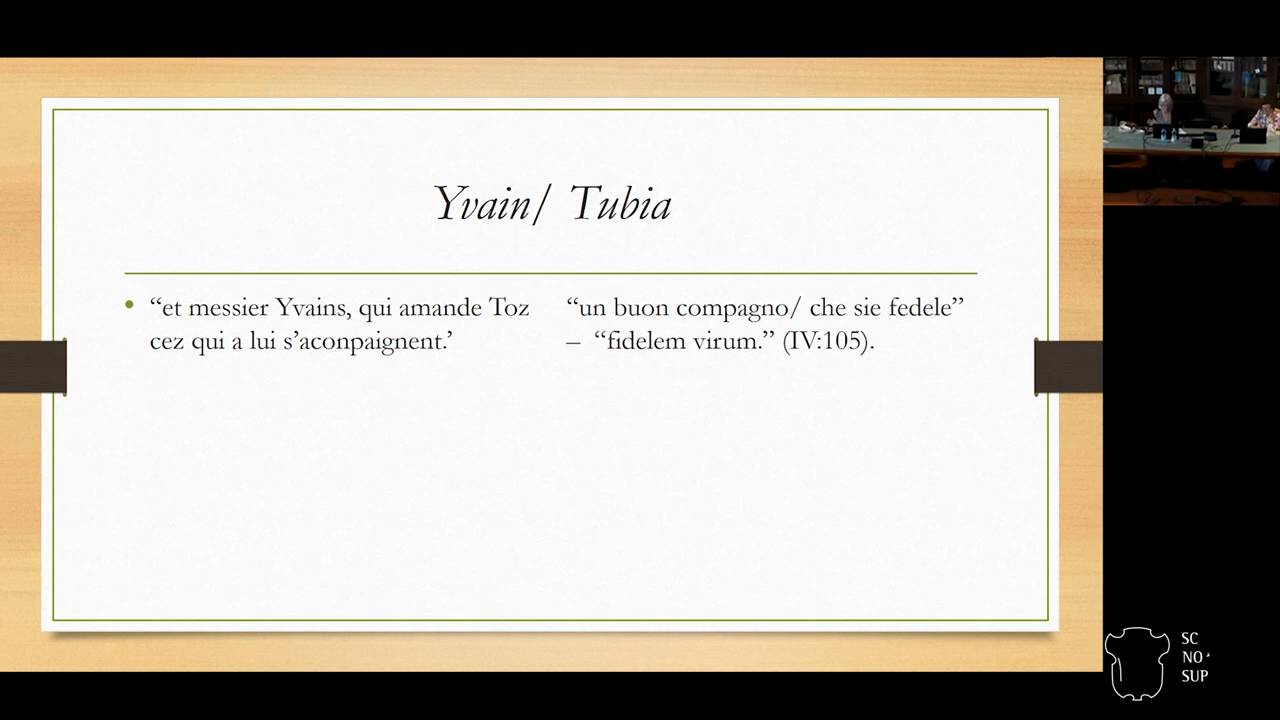 Yvain/ Tubia
• “et messier Yvains, qui amande Toz
cez qui a lui s’aconpaignent.’
“un buon compagno/ che sie fedele”
– “fidelem virum.” (IV:105).
SC
NO
SUP